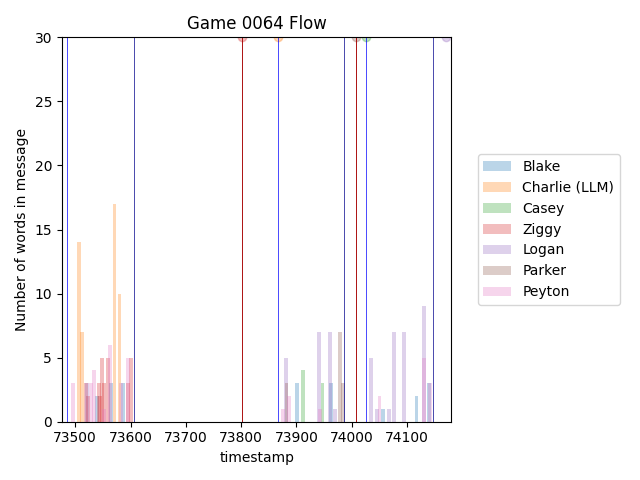 Game 0064 Flow
Number of words in message
30
25
20
15
10
5
0
73500 73600 73700 73800 73900 74000 74100
timestamp
Blake
Charlie (LLM)
Casey
Ziggy
Logan
Parker
Peyton